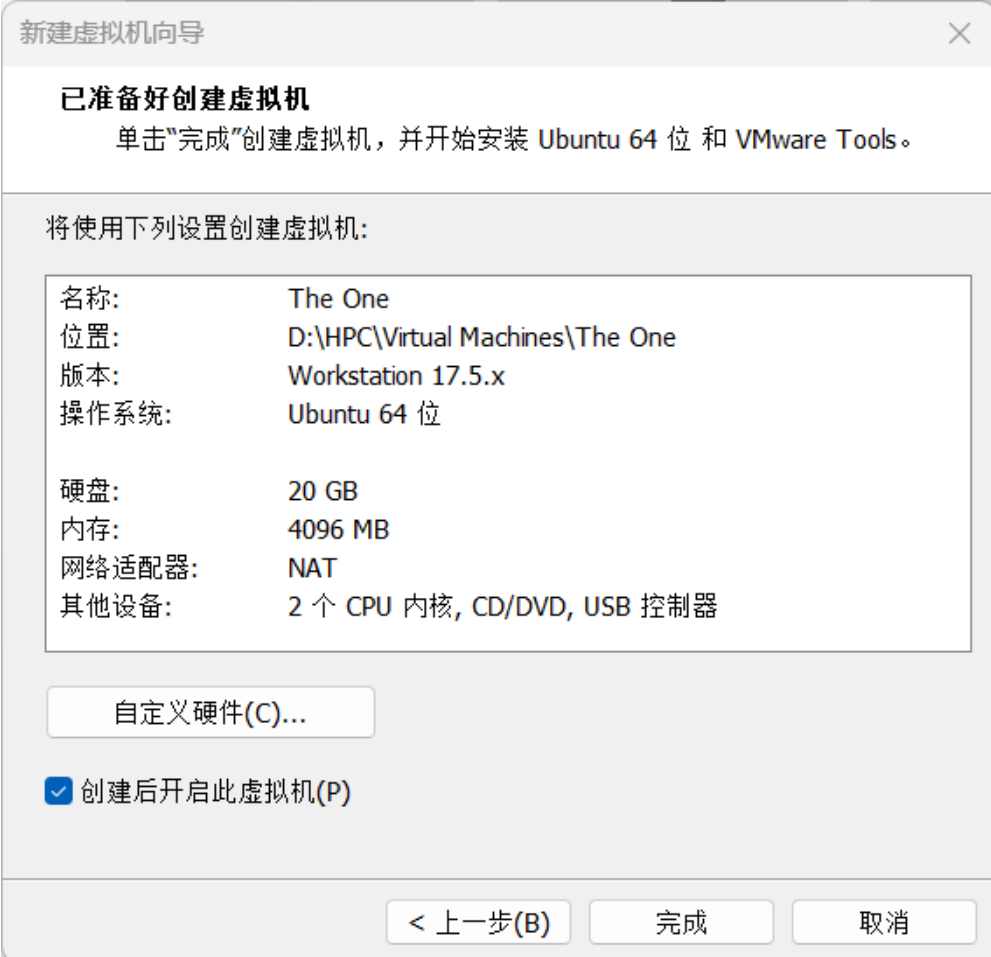 新建虚拟机向导
已准备好创建虚拟机
单击“完成”创建虚拟机，并开始安装 Ubuntu 64 位 和 VMware Tools。
将使用下列设置创建虚拟机:
名称: The One
位置: D:\HPC\Virtual Machines\The One
版本: Workstation 17.5.x
操作系统: Ubuntu 64 位
硬盘: 20 GB
内存: 4096 MB
网络适配器: NAT
其他设备: 2 个 CPU 内核, CD/DVD, USB 控制器
自定义硬件(C)...
创建后开启此虚拟机(P)
< 上一步(B) 完成 取消